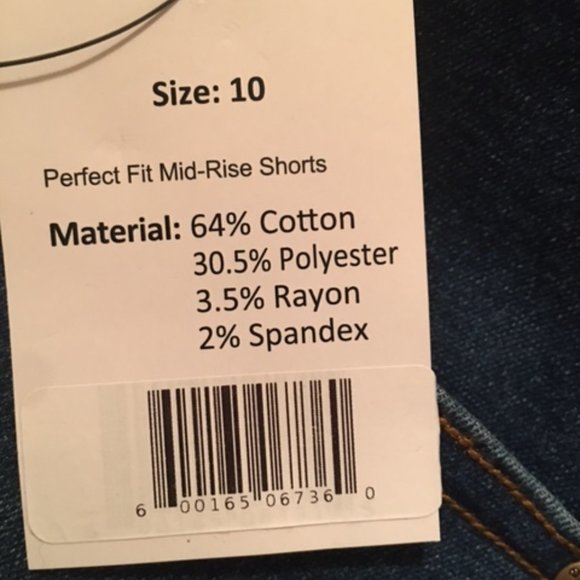 Size: 10
Perfect Fit Mid-Rise Shorts
Material: 64% Cotton
30.5% Polyester
3.5% Rayon
2% Spandex
6 00165 06736 0